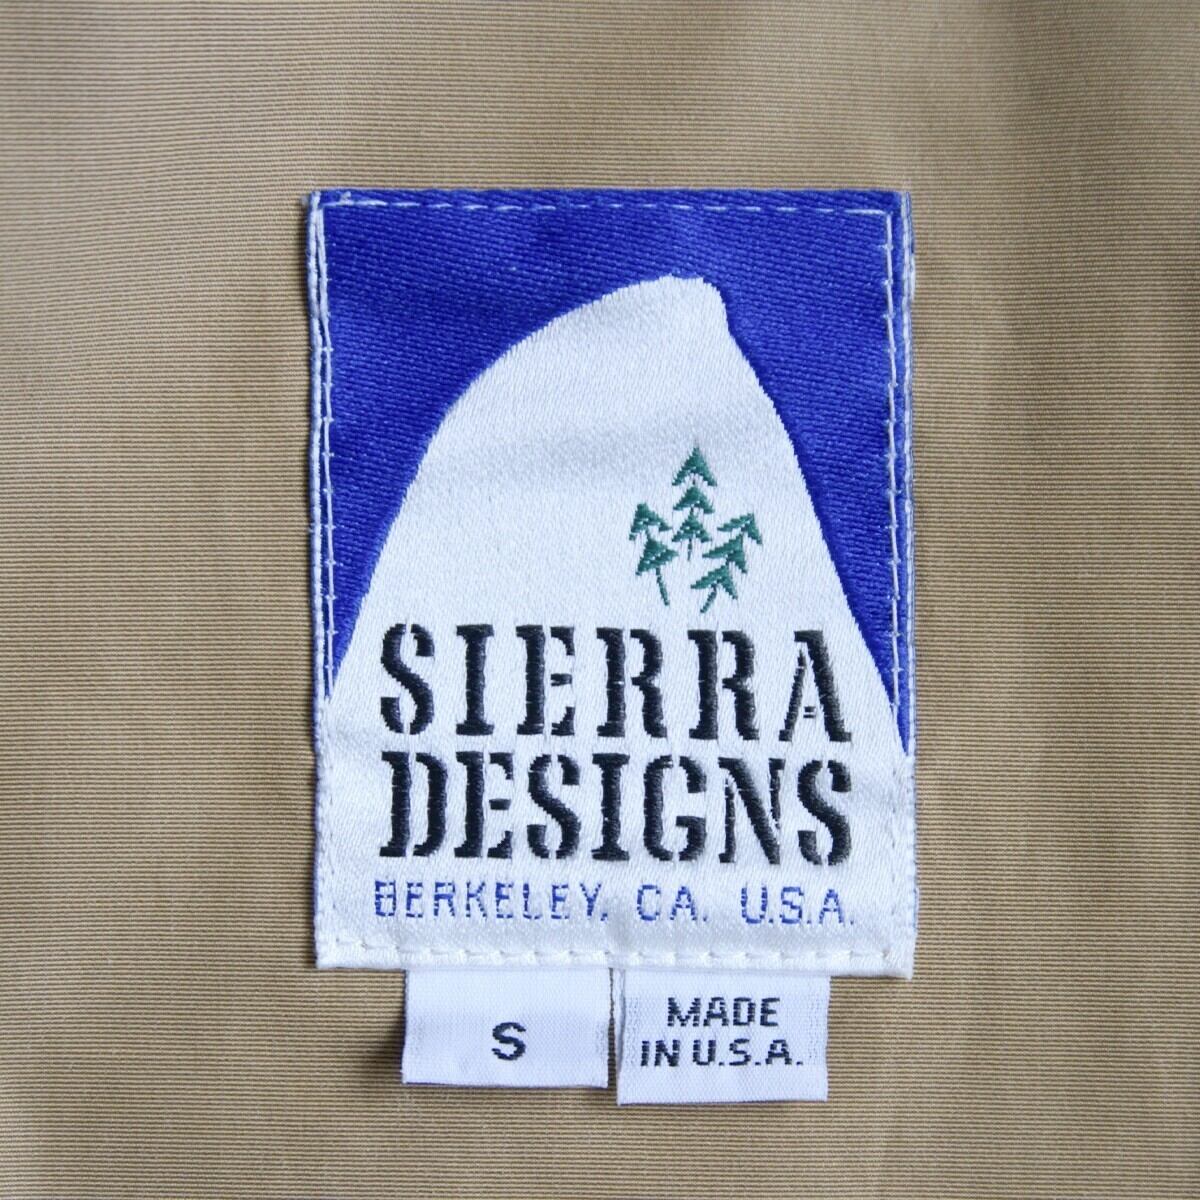 SIERRA
DESIGNS
BERKELEY, CA. U.S.A.
S
MADE
IN U.S.A.